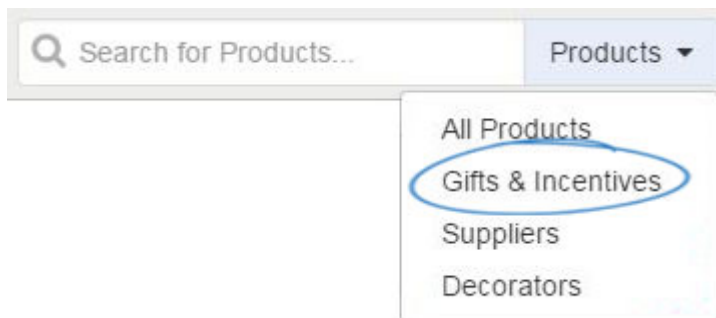 Search for Products... Products
All Products
Gifts & Incentives
Suppliers
Decorators